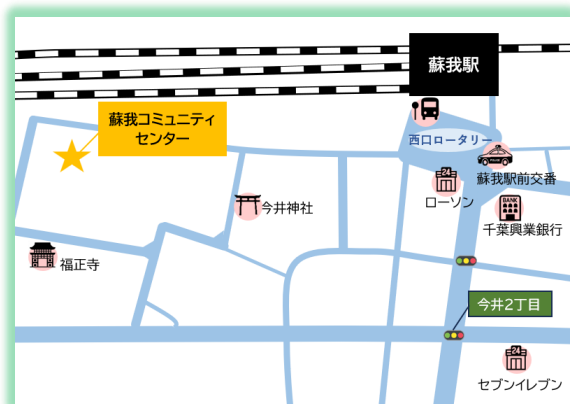 蘇我駅
蘇我コミュニティ
センター
西口ロータリー
蘇我駅前交番
24
ローソン
BANK
千葉興業銀行
今井神社
福正寺
今井2丁目
24
セブンイレブン